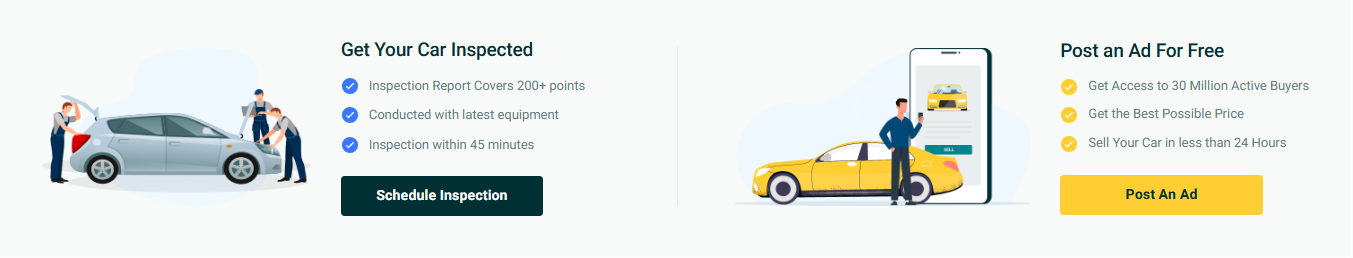 Get Your Car Inspected
Inspection Report Covers 200+ points
Conducted with latest equipment
Inspection within 45 minutes
Schedule Inspection
Post an Ad For Free
Get Access to 30 Million Active Buyers
Get the Best Possible Price
Sell Your Car in less than 24 Hours
Post An Ad
SELL